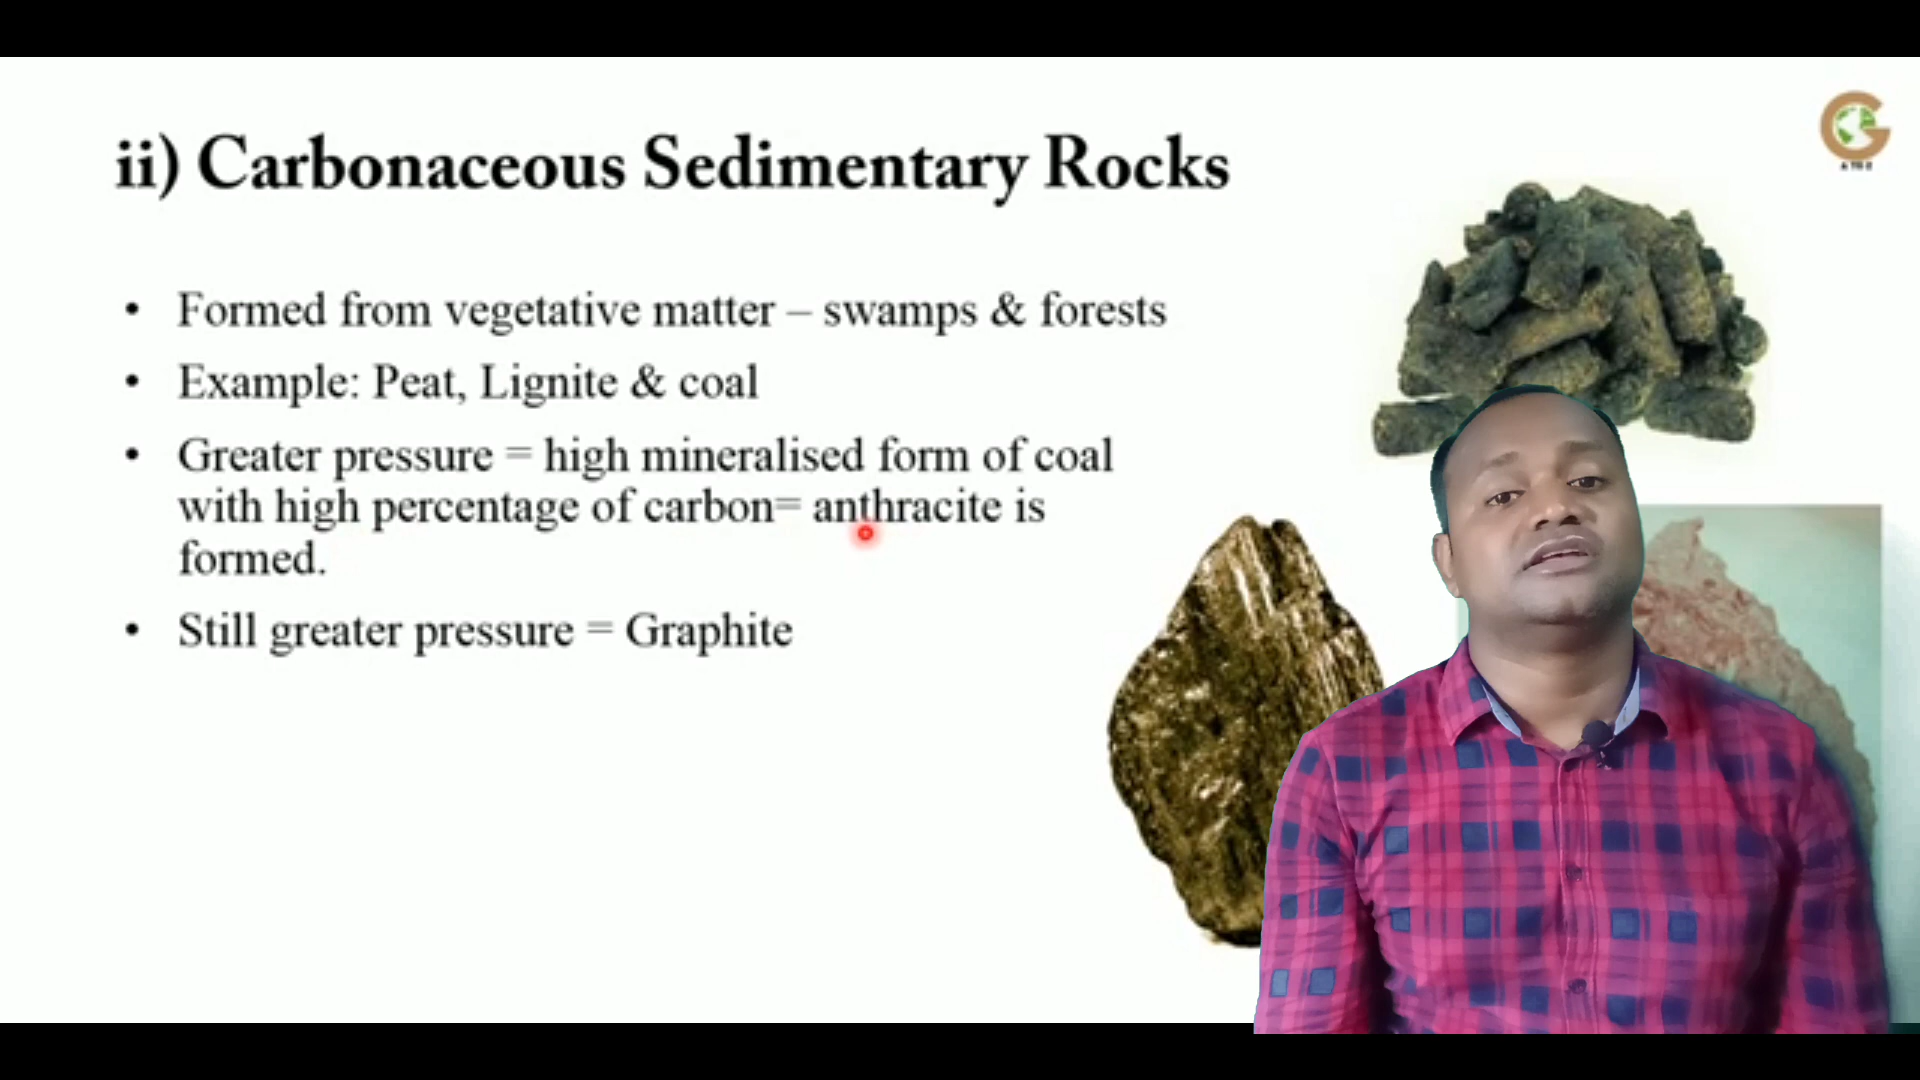 ii) Carbonaceous Sedimentary Rocks
• Formed from vegetative matter – swamps & forests
• Example: Peat, Lignite & coal
• Greater pressure = high mineralised form of coal
with high percentage of carbon= anthracite is
formed.
• Still greater pressure = Graphite